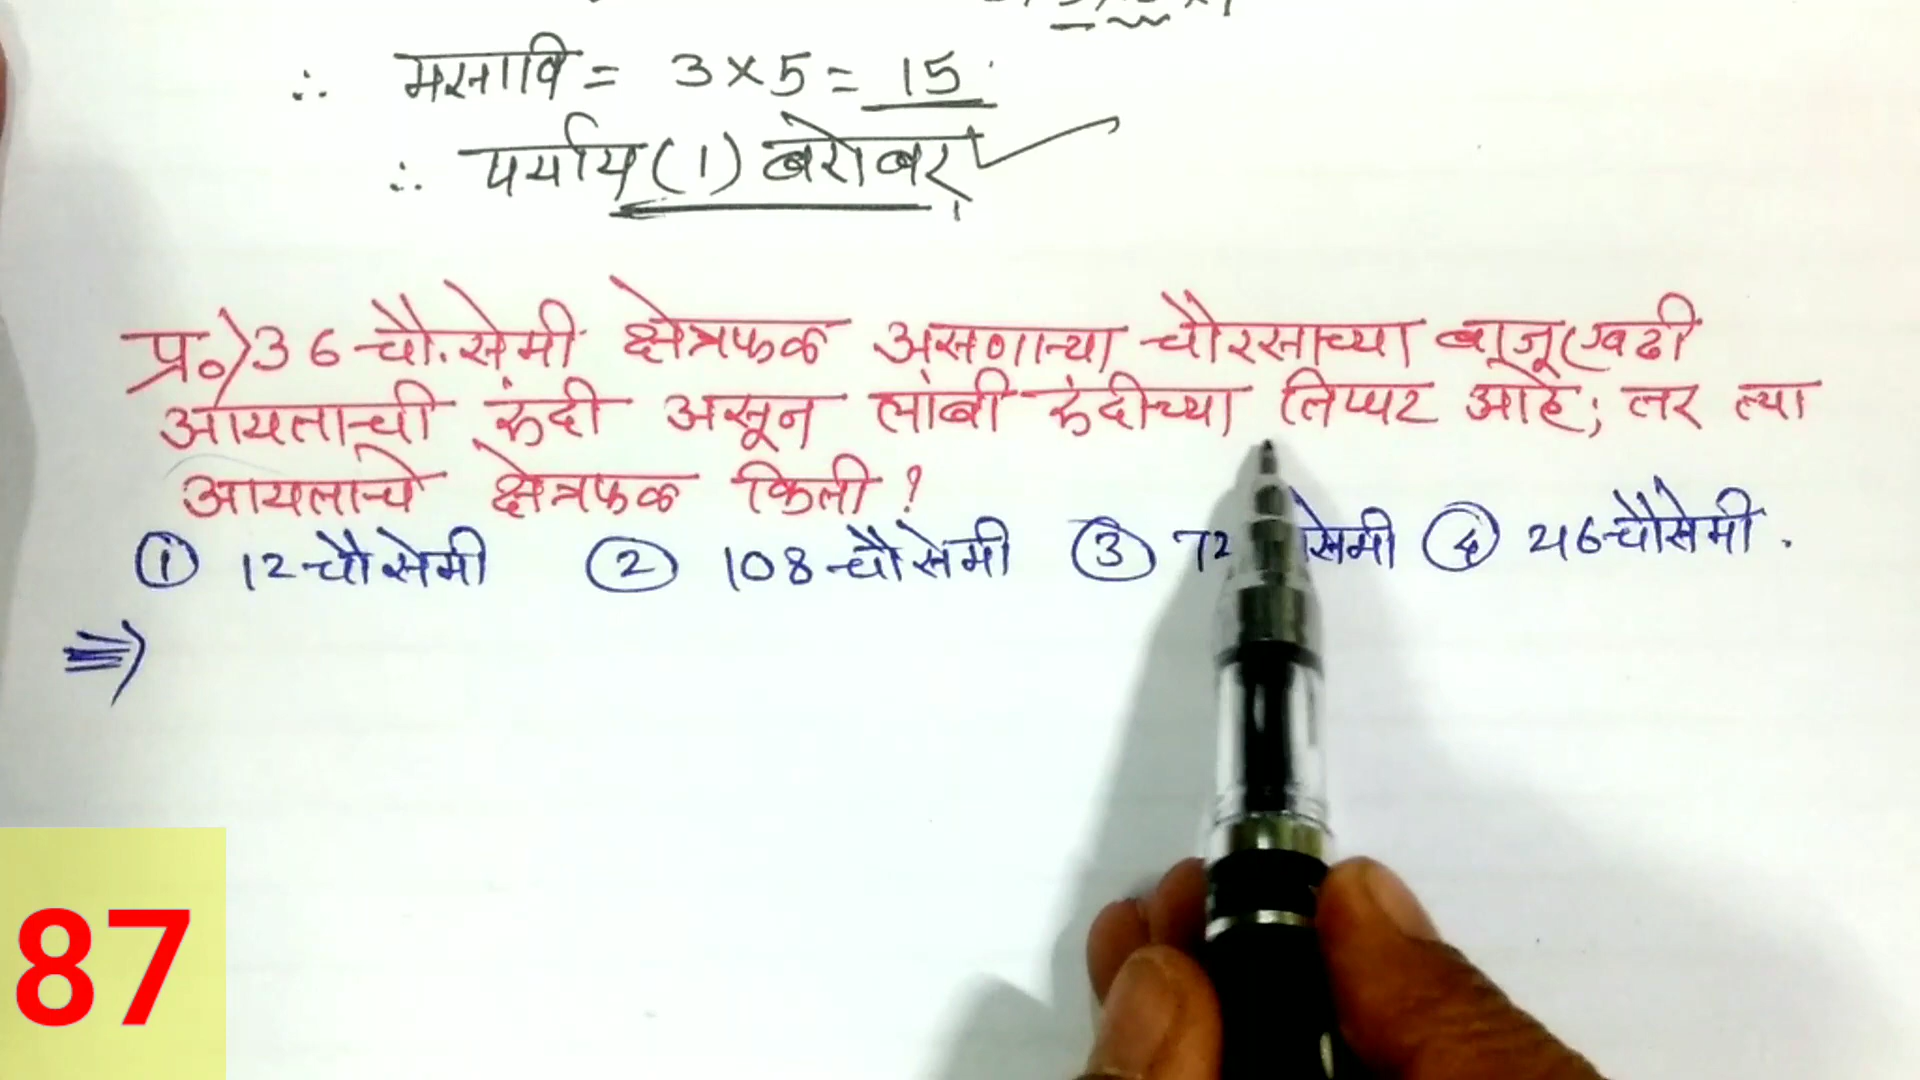 ∴ मसावि = 3 × 5 = 15
∴ पर्याय (1) बरोबर
प्र०>36 चौ.सेमी क्षेत्रफळ असणाऱ्या चौरसाच्या बाजूएवढी
आयताची रुंदी असून लांबी रुंदीच्या तिप्पट आहे; तर त्या
आयताचे क्षेत्रफळ किती?
① 12 चौसेमी ② 108 चौसेमी ③ 72 सेमी ④ 216 चौसेमी.
87